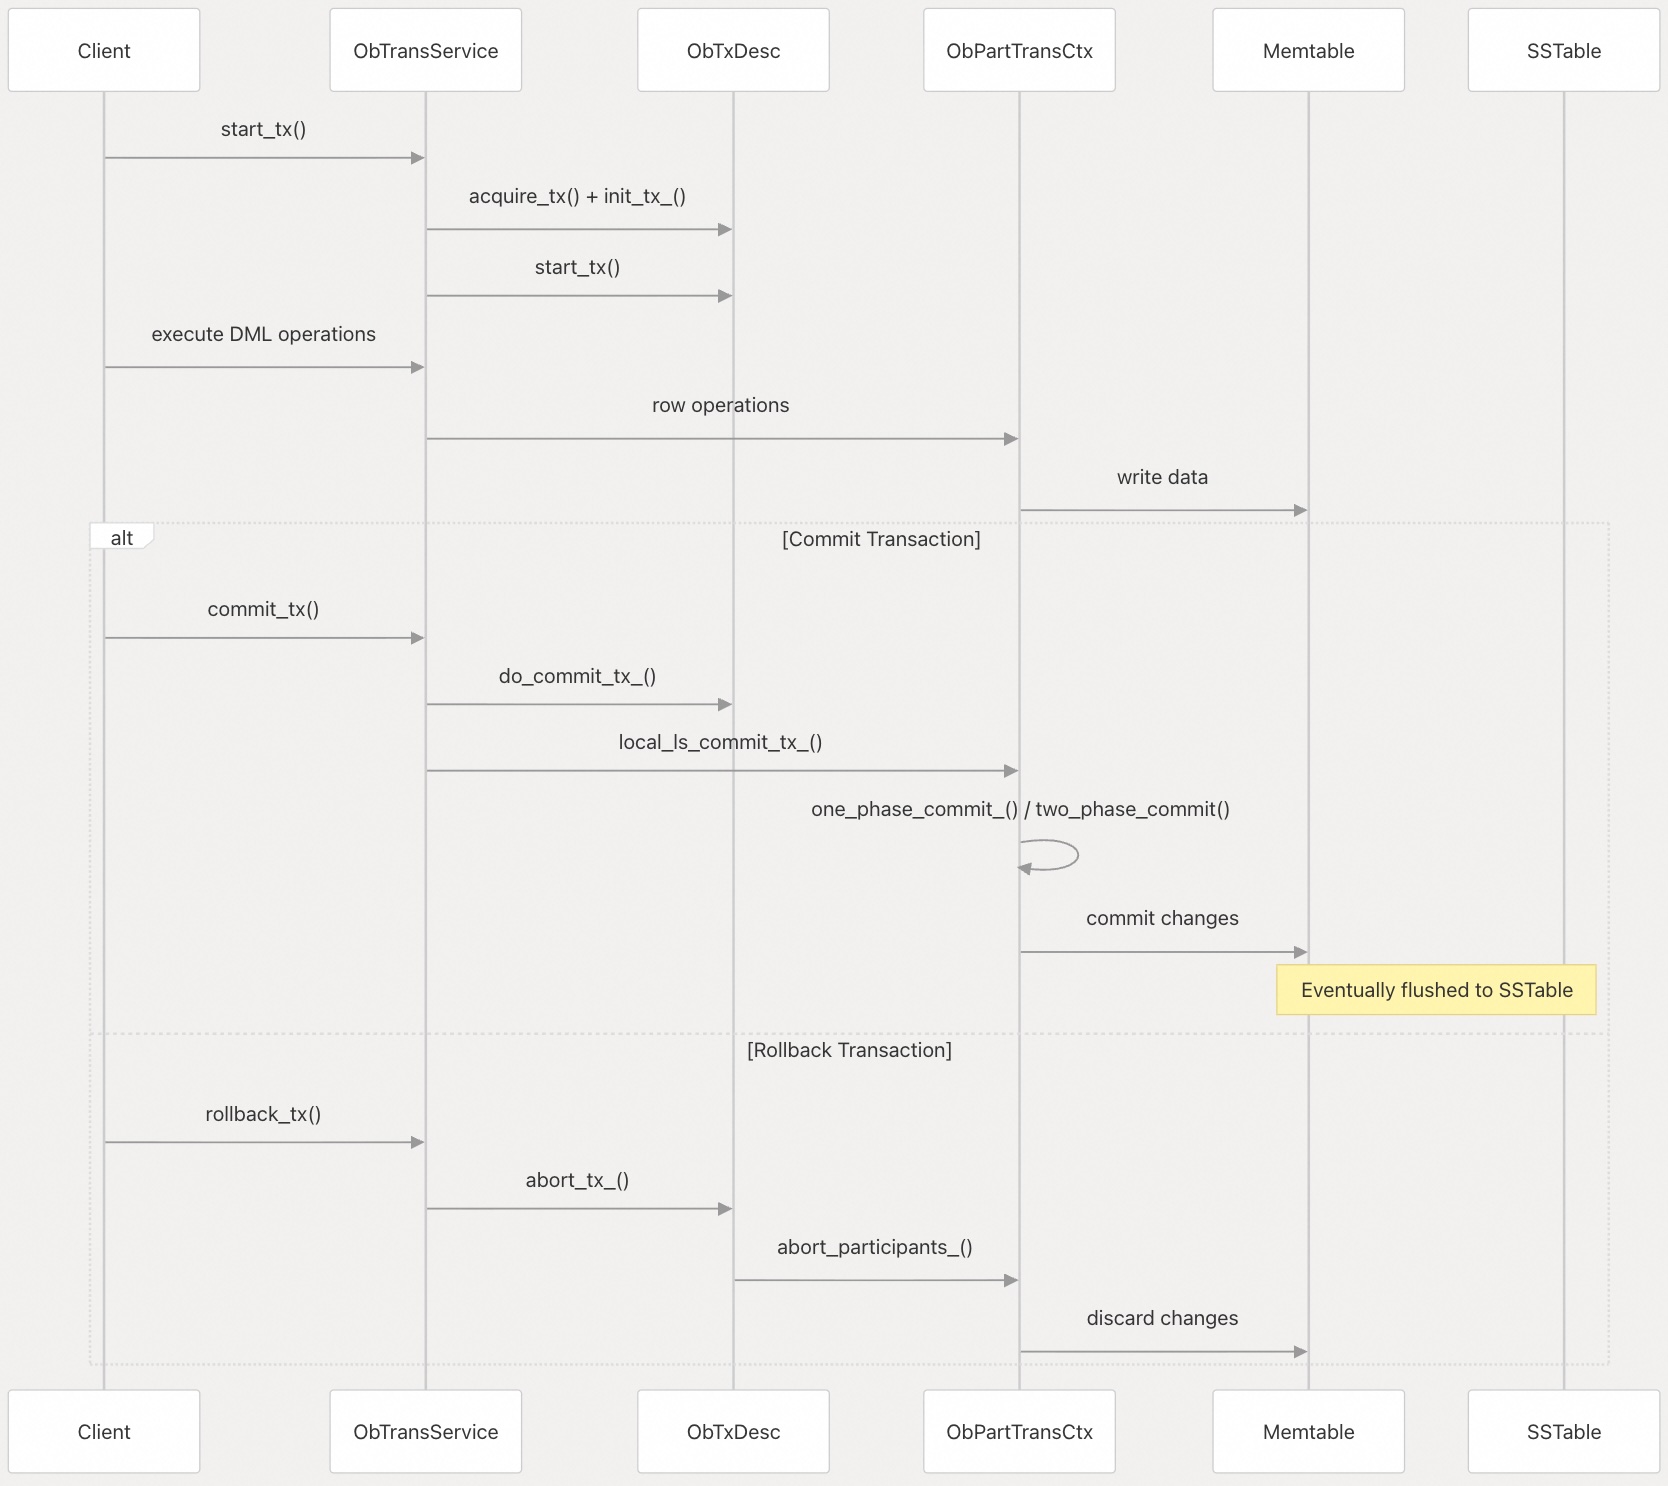 Client
ObTransService
ObTxDesc
ObPartTransCtx
Memtable
SSTable
start_tx()
acquire_tx() + init_tx_()
start_tx()
execute DML operations
row operations
write data
alt
[Commit Transaction]
commit_tx()
do_commit_tx_()
local_ls_commit_tx_()
one_phase_commit_() / two_phase_commit()
commit changes
Eventually flushed to SSTable
[Rollback Transaction]
rollback_tx()
abort_tx_()
abort_participants_()
discard changes
Client
ObTransService
ObTxDesc
ObPartTransCtx
Memtable
SSTable